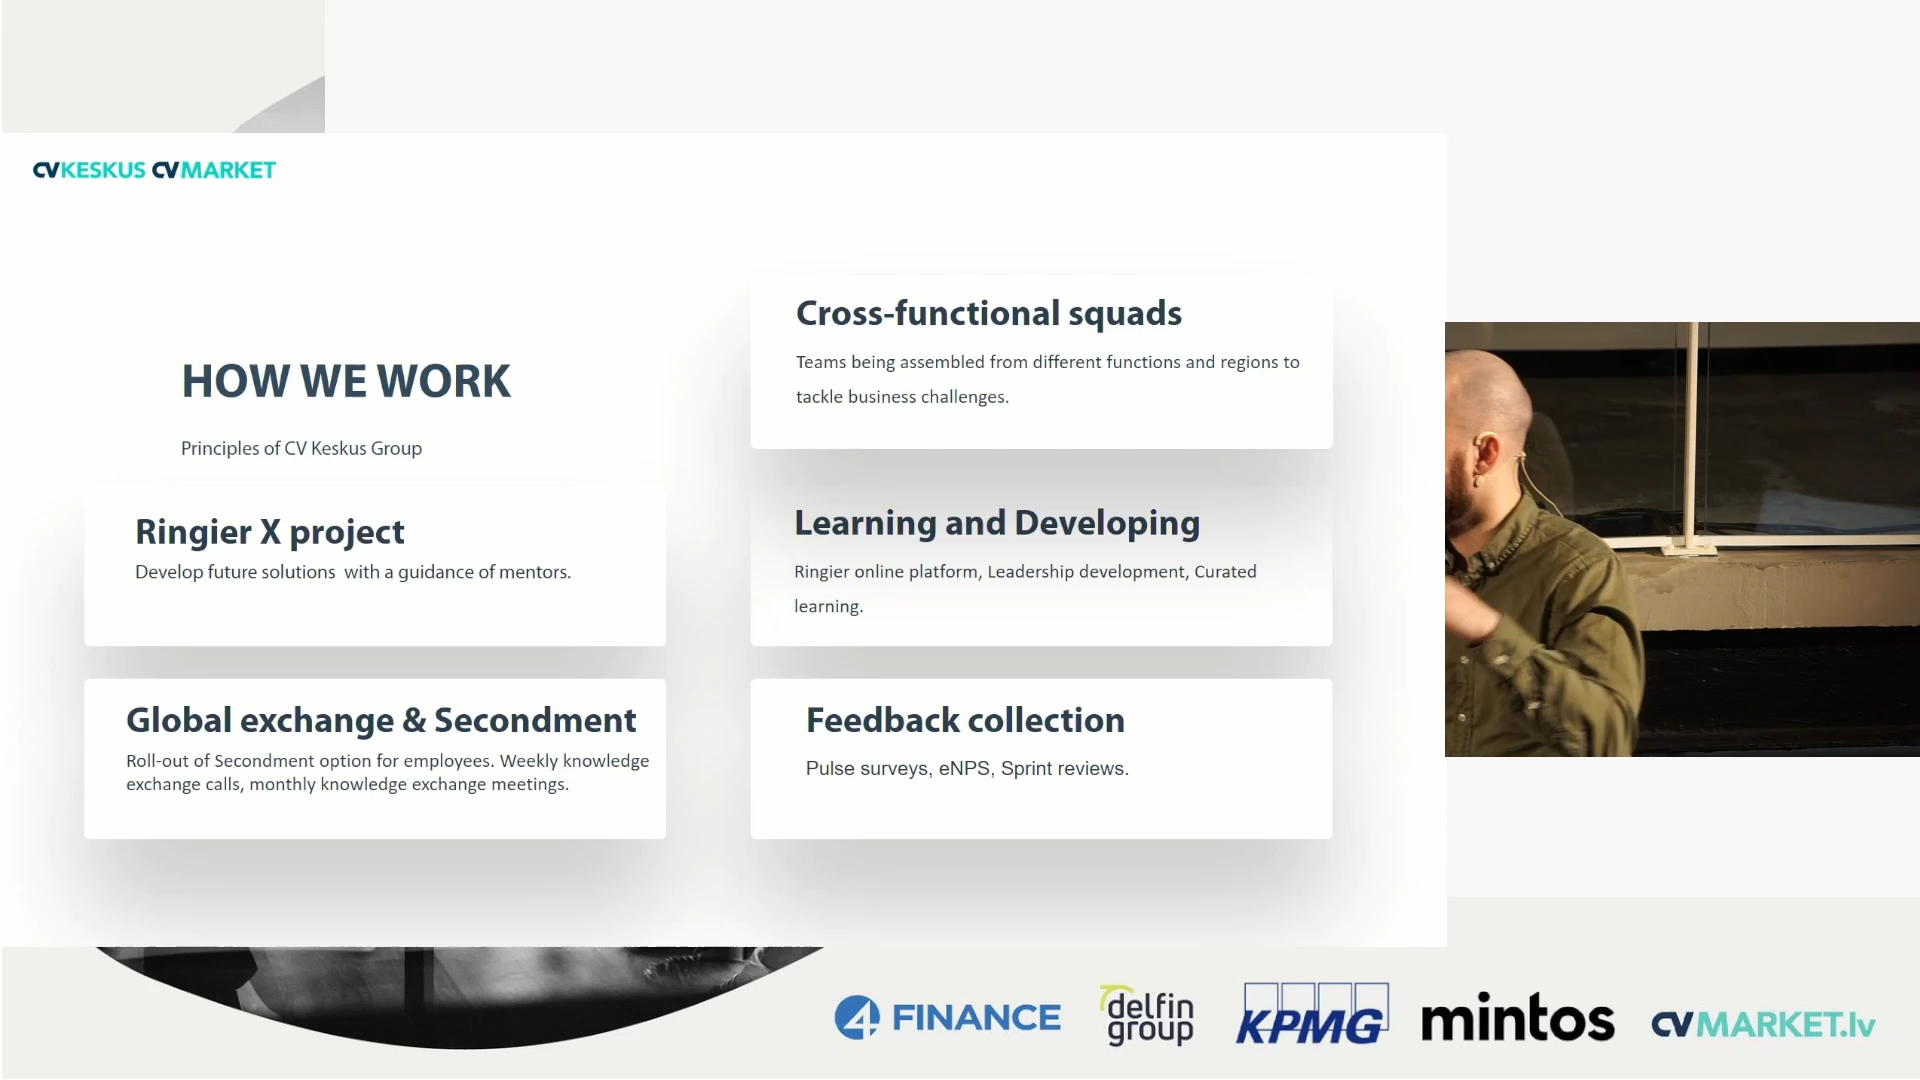 CVKESKUS CVMARKET
HOW WE WORK
Principles of CV Keskus Group
Ringier X project
Develop future solutions  with a guidance of mentors.
Global exchange & Secondment
Roll-out of Secondment option for employees. Weekly knowledge
exchange calls, monthly knowledge exchange meetings.
Cross-functional squads
Teams being assembled from different functions and regions to
tackle business challenges.
Learning and Developing
Ringier online platform, Leadership development, Curated
learning.
Feedback collection
Pulse surveys, eNPS, Sprint reviews.
4 FINANCE
delfin
group
KPMG
mintos
CVMARKET.lv